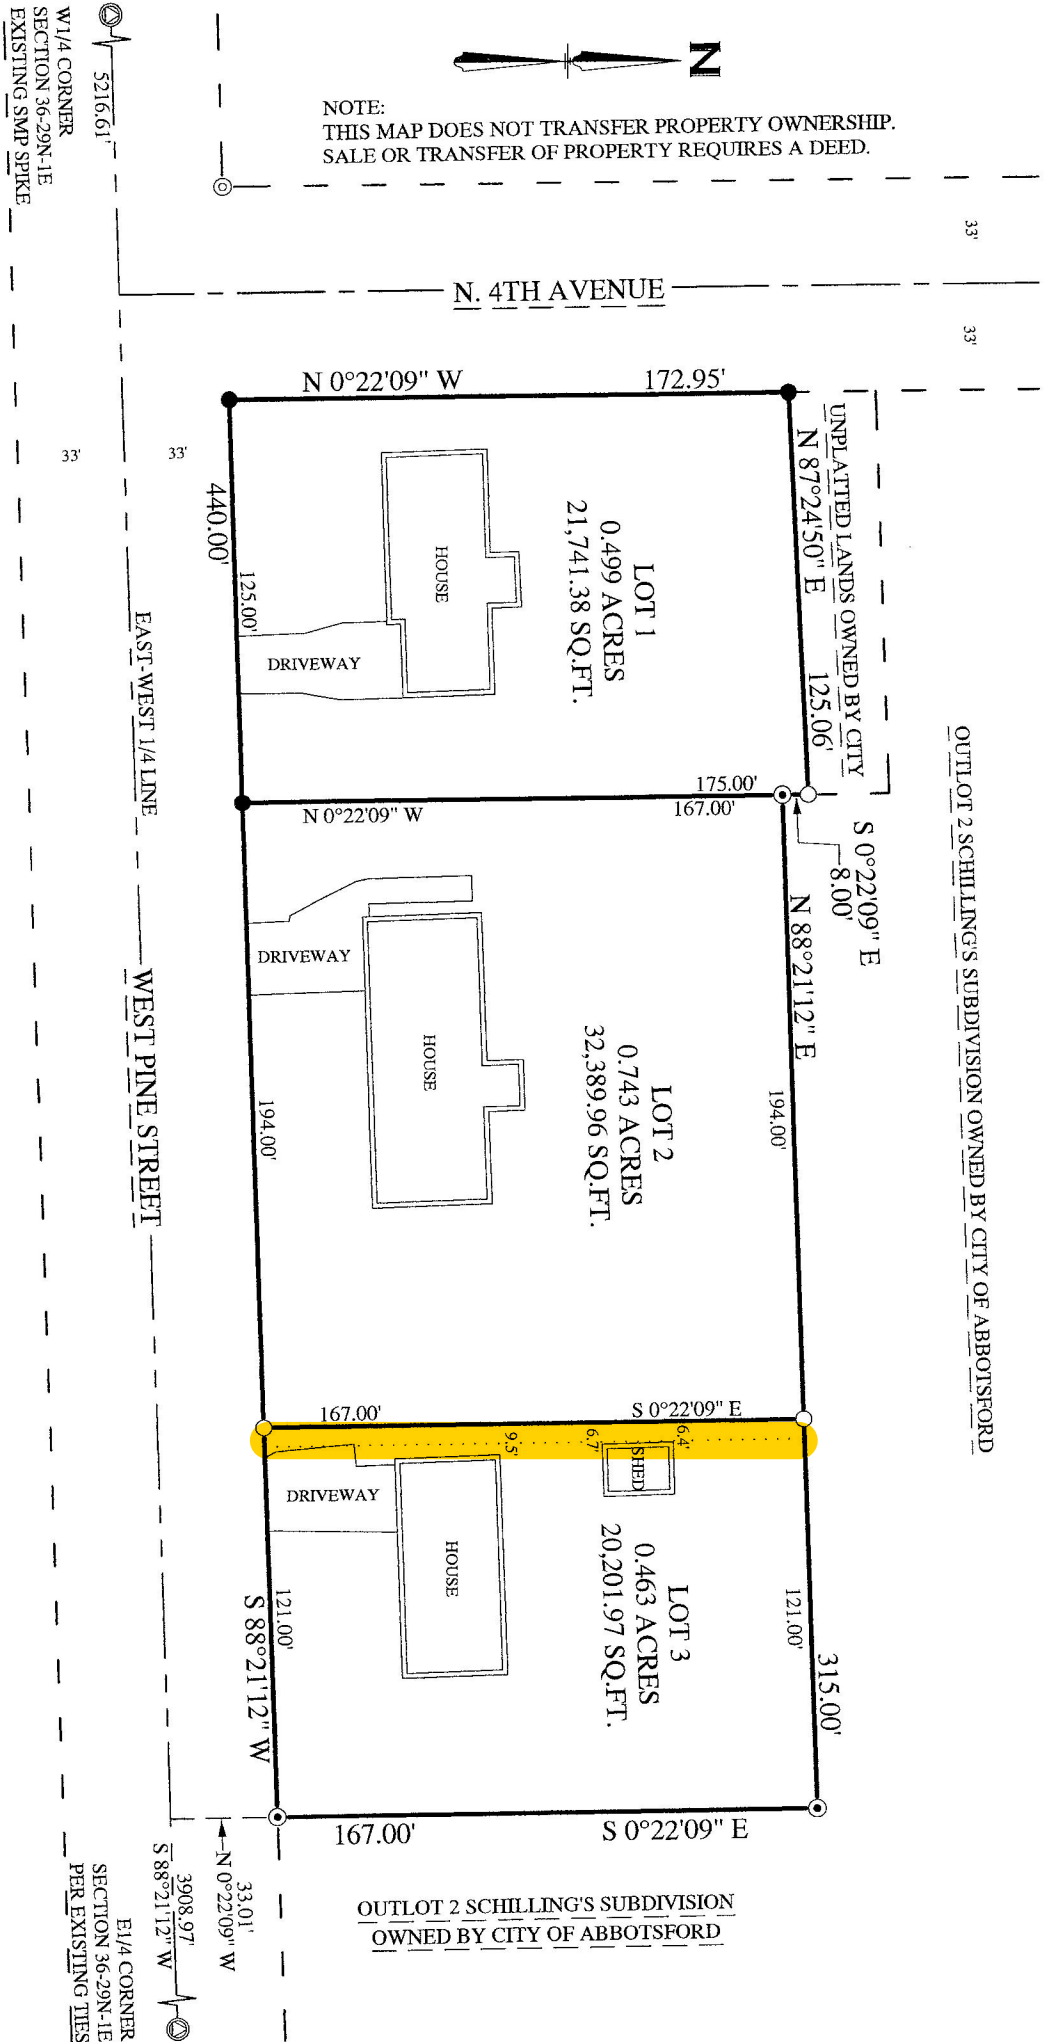 N
NOTE:
THIS MAP DOES NOT TRANSFER PROPERTY OWNERSHIP.
SALE OR TRANSFER OF PROPERTY REQUIRES A DEED.
W1/4 CORNER
SECTION 36-29N-1E
EXISTING SMP SPIKE
5216.61'
33'
N. 4TH AVENUE
33'
N 0°22'09" W
172.95'
UNPLATTED LANDS OWNED BY CITY
N 87°24'50" E
125.06'
33'
33'
440.00'
125.00'
HOUSE
DRIVEWAY
LOT 1
0.499 ACRES
21,741.38 SQ.FT.
EAST-WEST 1/4 LINE
175.00'
N 0°22'09" W
167.00'
S 0°22'09" E
8.00'
N 88°21'12" E
194.00'
OUTLOT 2 SCHILLING'S SUBDIVISION OWNED BY CITY OF ABBOTSFORD
DRIVEWAY
HOUSE
LOT 2
0.743 ACRES
32,389.96 SQ.FT.
WEST PINE STREET
194.00'
167.00'
S 0°22'09" E
9.5'
6.7'
6.4'
SHED
DRIVEWAY
HOUSE
LOT 3
0.463 ACRES
20,201.97 SQ.FT.
121.00'
315.00'
121.00'
S 88°21'12" W
167.00'
S 0°22'09" E
33.01'
N 0°22'09" W
3908.97'
S 88°21'12" W
E1/4 CORNER
SECTION 36-29N-1E
PER EXISTING TIES
OUTLOT 2 SCHILLING'S SUBDIVISION
OWNED BY CITY OF ABBOTSFORD